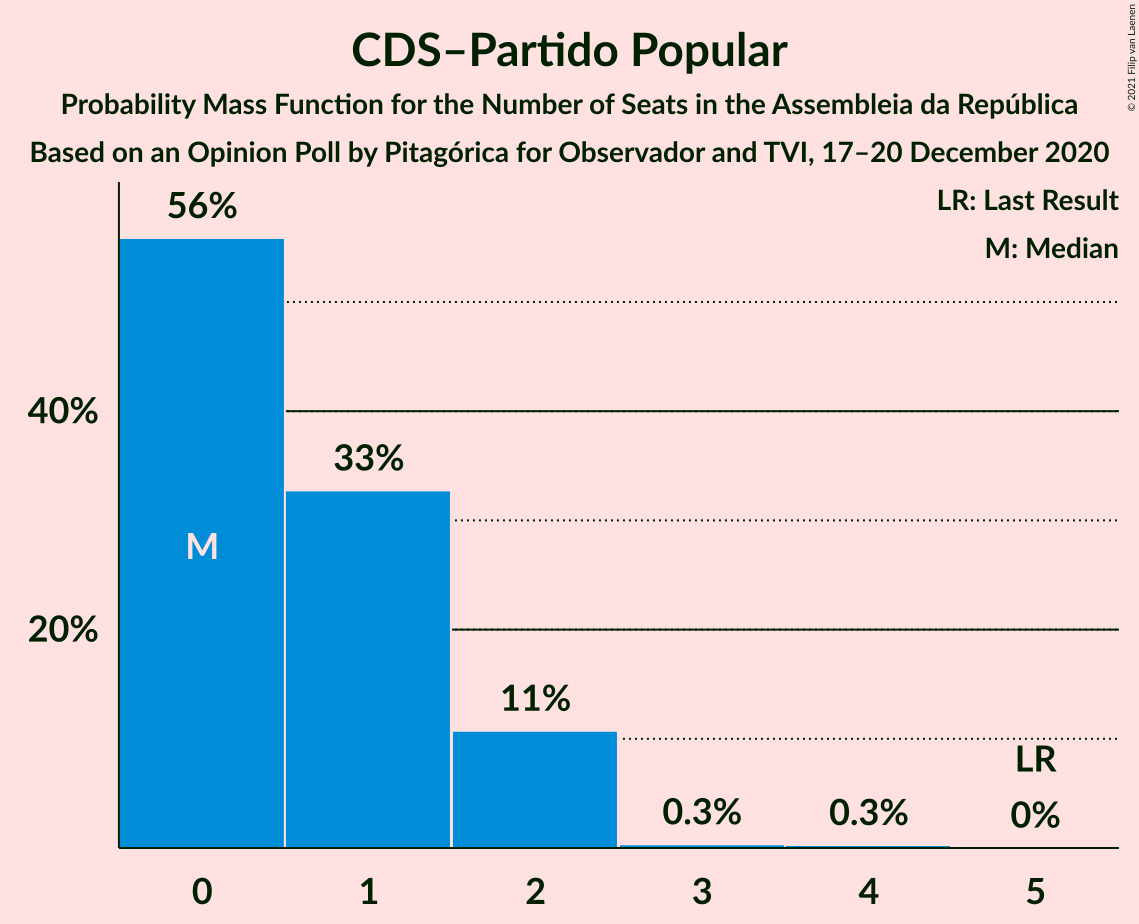 CDS–Partido Popular
Probability Mass Function for the Number of Seats in the Assembleia da República
Based on an Opinion Poll by Pitagórica for Observador and TVI, 17–20 December 2020
© 2021 Filip van Laenen
LR: Last Result
M: Median
56%
40%
33%
M
20%
11%
LR
0.3%
0.3%
0%
0
1
2
3
4
5